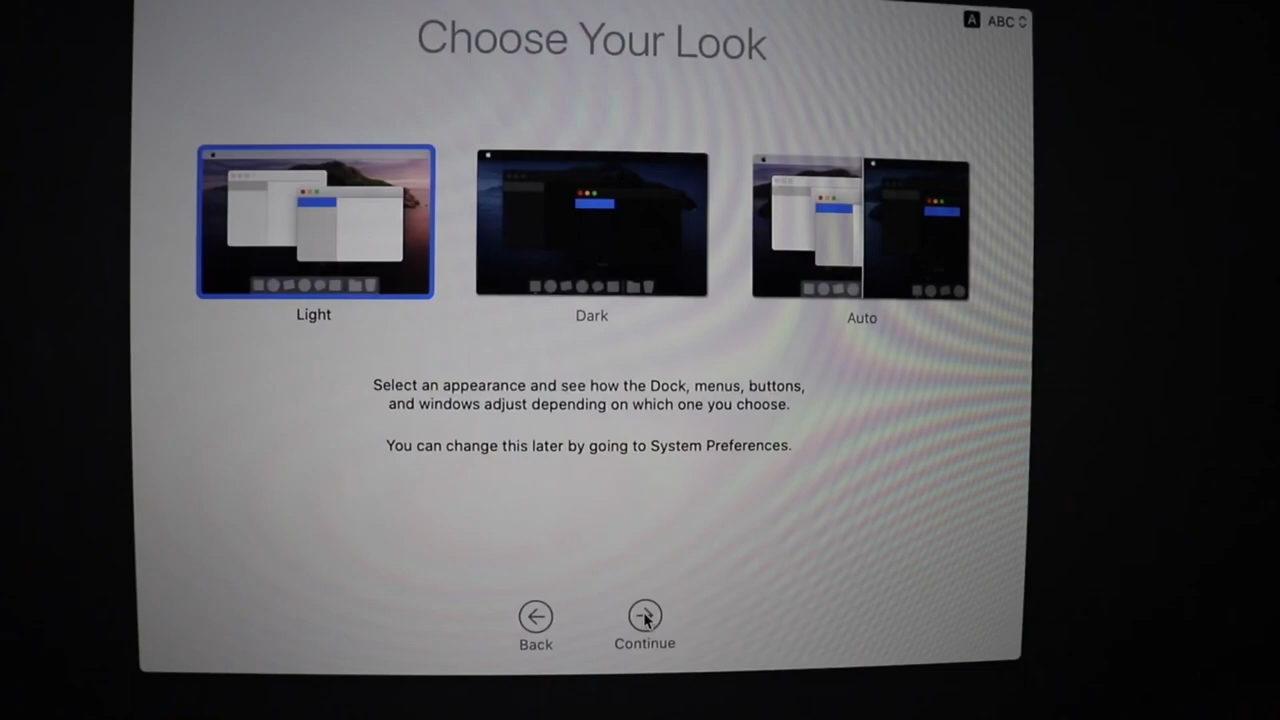 A ABC
Choose Your Look
Light
Dark
Auto
Select an appearance and see how the Dock, menus, buttons,
and windows adjust depending on which one you choose.
You can change this later by going to System Preferences.
Back
Continue